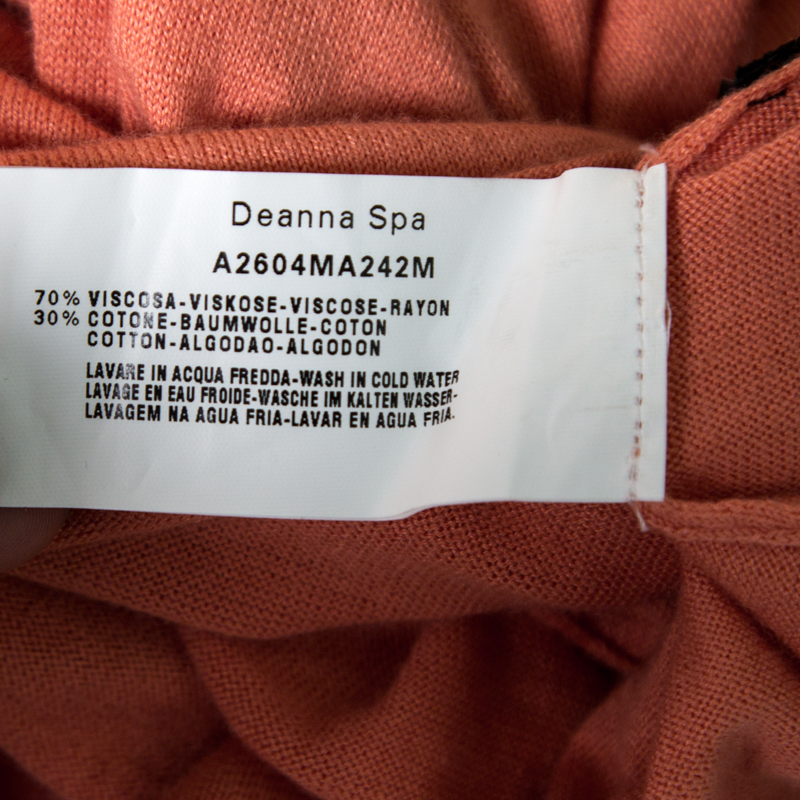 Deanna Spa
A2604MA242M
70% VISCOSA-VISKOSE-VISCOSE-RAYON
30% COTONE-BAUMWOLLE-COTON
COTTON-ALGODAO-ALGODON
LAVARE IN ACQUA FREDDA-WASH IN COLD WATER
LAVAGE EN EAU FROIDE-WASCHE IM KALTEN WASSER-
LAVAGEM NA AGUA FRIA-LAVAR EN AGUA FRIA.